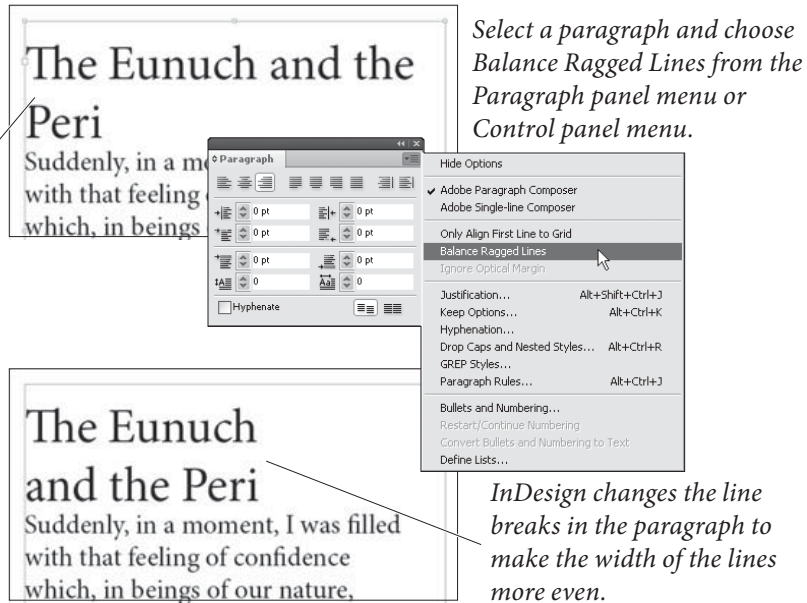 The Eunuch and the
Peri
Suddenly, in a mo
with that feeling
which, in beings
Select a paragraph and choose
Balance Ragged Lines from the
Paragraph panel menu or
Control panel menu.
Paragraph
0 pt 0 pt
0 pt 0 pt
0 pt 0 pt
0 0
Hyphenate
Hide Options
Adobe Paragraph Composer
Adobe Single-line Composer
Only Align First Line to Grid
Balance Ragged Lines
Ignore Optical Margin
Justification... Alt+Shift+Ctrl+J
Keep Options... Alt+Ctrl+K
Hyphenation...
Drop Caps and Nested Styles... Alt+Ctrl+R
GREP Styles...
Paragraph Rules... Alt+Ctrl+J
Bullets and Numbering...
Restart/Continue Numbering
Convert Bullets and Numbering to Text
Define Lists...
The Eunuch
and the Peri
Suddenly, in a moment, I was filled
with that feeling of confidence
which, in beings of our nature,
InDesign changes the line
breaks in the paragraph to
make the width of the lines
more even.